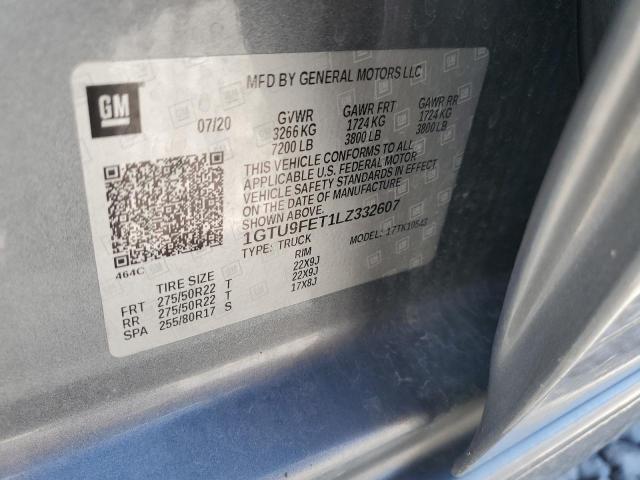 GM
MFD BY GENERAL MOTORS LLC
07/20
GVWR GAWR FRT GAWR RR
3266 KG 1724 KG 1724 KG
7200 LB 3800 LB 3800 LB
THIS VEHICLE CONFORMS TO ALL
APPLICABLE U.S. FEDERAL MOTOR
VEHICLE SAFETY STANDARDS IN EFFECT
ON THE DATE OF MANUFACTURE
SHOWN ABOVE.
1GTU9FET1LZ332607
TYPE: TRUCK MODEL: 17TK10543
464C
TIRE SIZE RIM
FRT 275/50R22 T 22X9J
RR 275/50R22 T 22X9J
SPA 255/80R17 S 17X8J